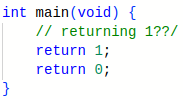 int main(void) {
    // returning 1??/
    return 1;
    return 0;
}